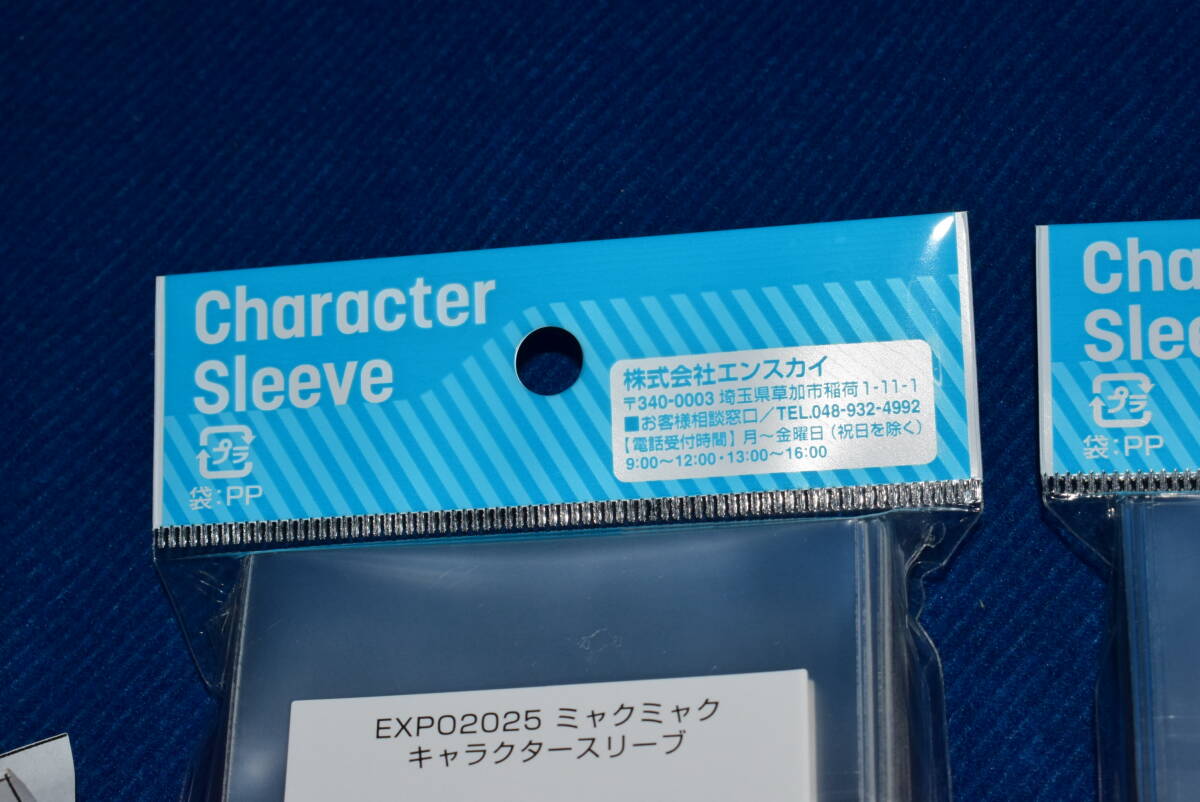 Character
Sleeve
プラ
袋:PP
株式会社エンスカイ
〒340-0003 埼玉県草加市稲荷1-11-1
■お客様相談窓口/TEL.048-932-4992
【電話受付時間】月～金曜日(祝日を除く)
9:00～12:00・13:00～16:00
EXPO2025 ミャクミャク
キャラクタースリーブ
Cha
Slee
プラ
袋:PP